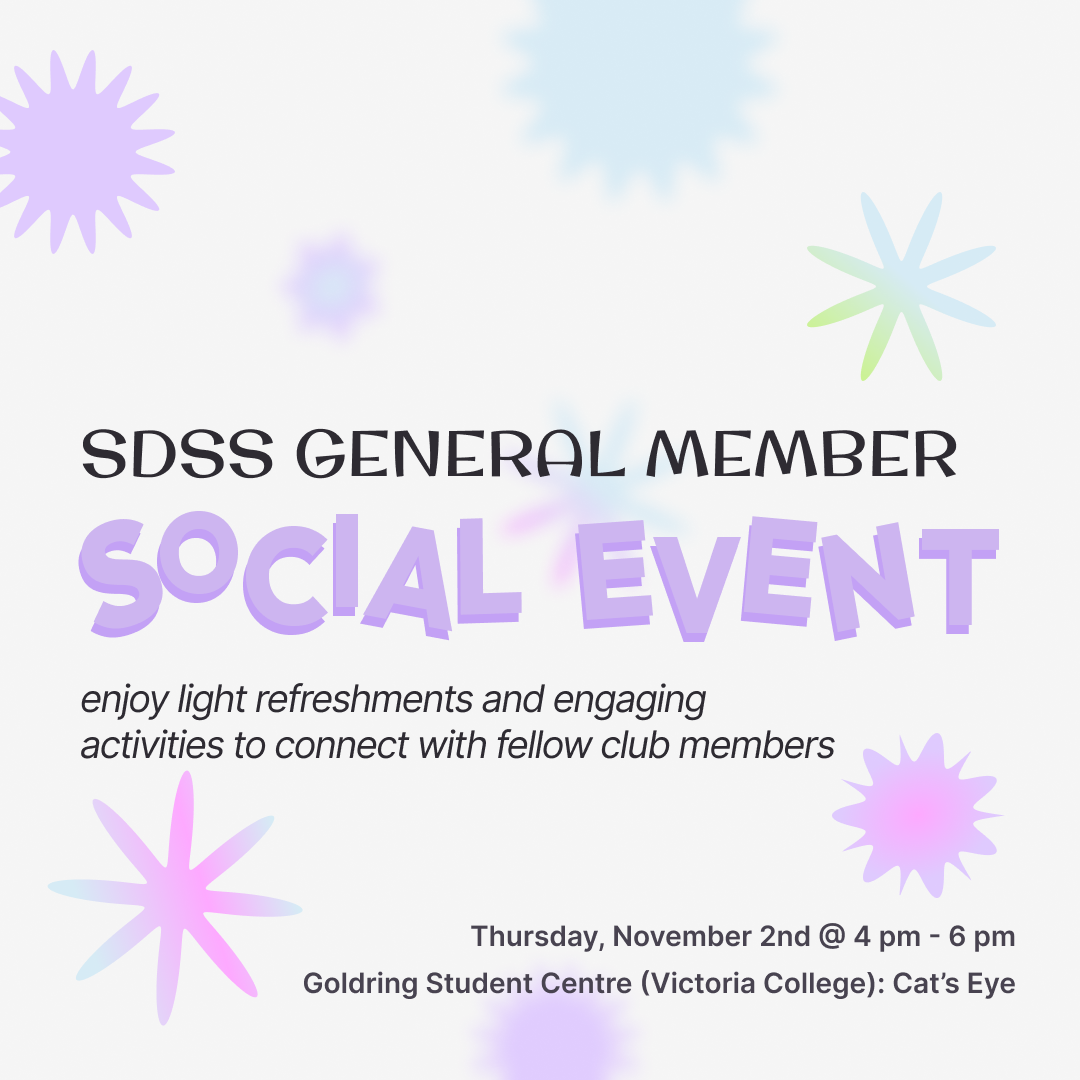 SDSS GENERAL MEMBER
SOCIAL EVENT
enjoy light refreshments and engaging
activities to connect with fellow club members
Thursday, November 2nd @ 4 pm - 6 pm
Goldring Student Centre (Victoria College): Cat’s Eye